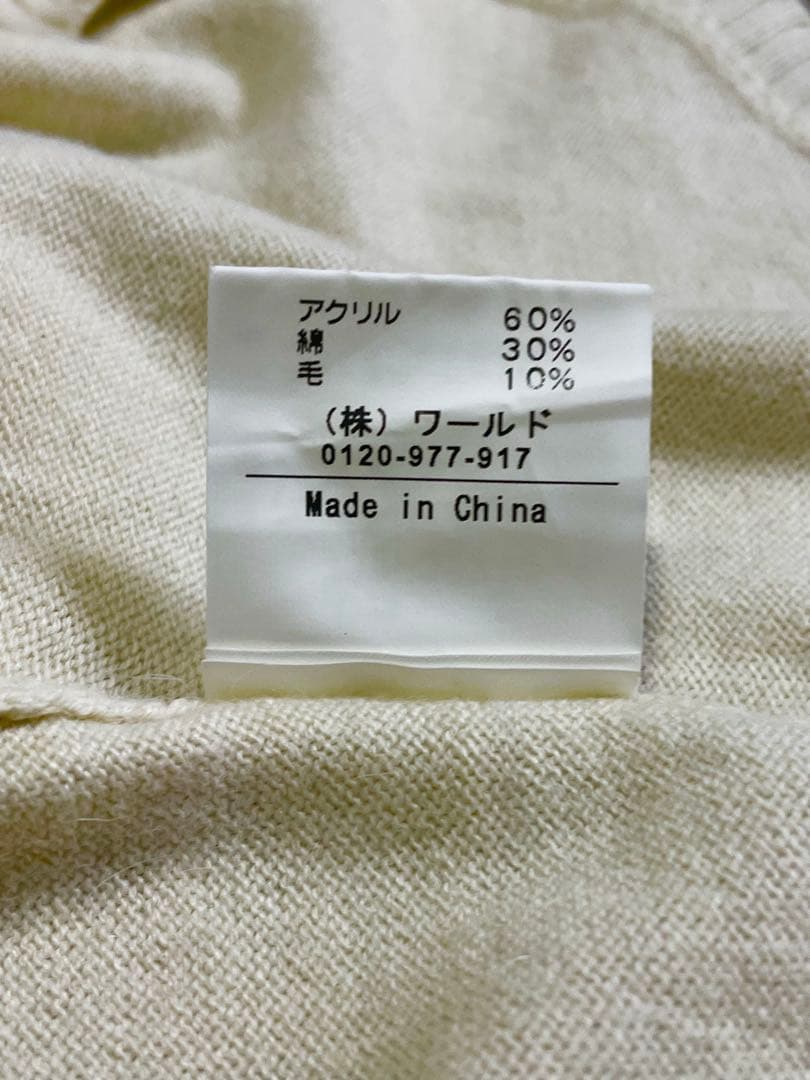 アクリル 60%
綿 30%
毛 10%
(株) ワールド
0120-977-917
Made in China